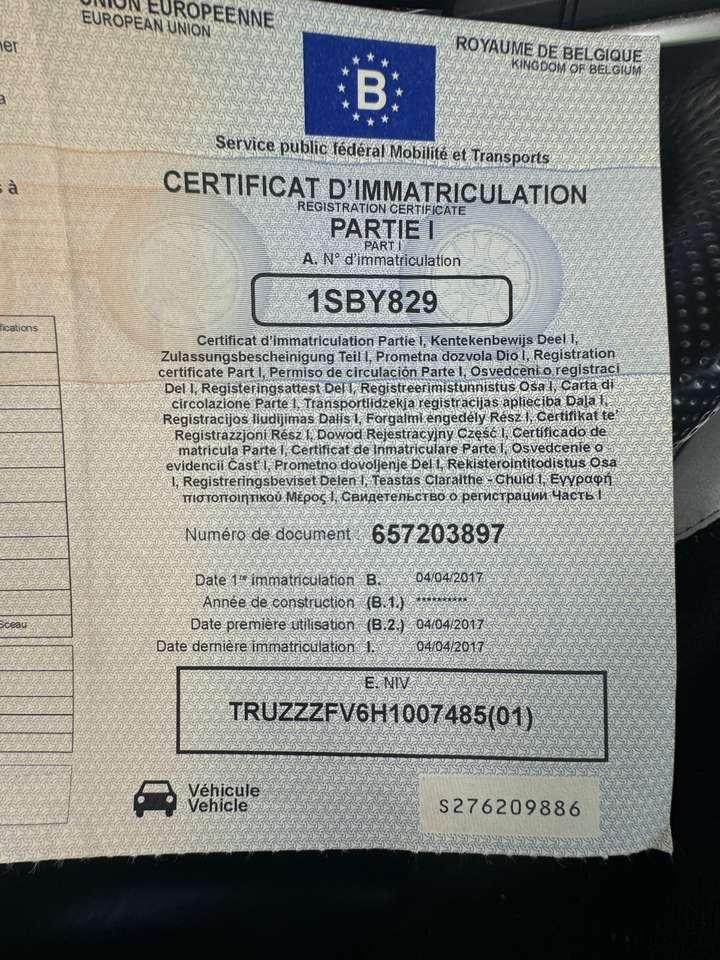 UNION EUROPEENNE
EUROPEAN UNION
ROYAUME DE BELGIQUE
KINGDOM OF BELGIUM
B
Service public fédéral Mobilité et Transports
CERTIFICAT D'IMMATRICULATION
REGISTRATION CERTIFICATE
PARTIE I
PART I
A. N° d'immatriculation
1SBY829
Certificat d'immatriculation Partie I, Kentekenbewijs Deel I,
Zulassungsbescheinigung Teil I, Prometna dozvola Dio I, Registration
certificate Part I, Permiso de circulación Parte I, Osvedceni o registraci
Del I, Registeringsattest Del I, Registreerimistunnistus Osa I, Carta di
circolazione Parte I, Transportlidzekja registracijas aplieciba Daļa I,
Registracijos liudijimas Dalis I, Forgalmi engedély Rész I, Certifikat te'
Registrazzjoni Rész I, Dowod Rejestracyjny Część I, Certificado de
matricula Parte I, Certificat de Inmatriculare Parte I, Osvedcenie o
evidencii Časť I, Prometno dovoljenje Del I, Rekisterointitodistus Osa
I, Registreringsbeviset Delen I, Teastas Claraithe - Chuid I, Εγγραφή
πιστοποιητικού Μέρος I, Свидетельство о регистрации Часть I
Numéro de document : 657203897
Date 1re immatriculation B. 04/04/2017
Année de construction (B.1.) **********
Date première utilisation (B.2.) 04/04/2017
Date dernière immatriculation I. 04/04/2017
E. NIV
TRUZZZFV6H1007485(01)
Véhicule
Vehicle
S276209886
à
Sceau